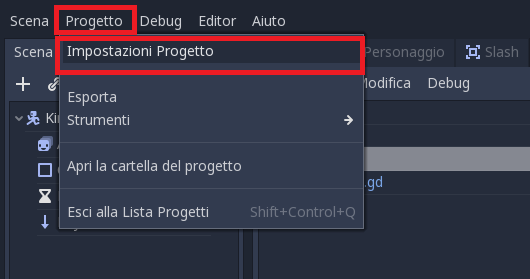 Scena Progetto Debug Editor Aiuto
Scena Impostazioni Progetto Personaggio Slash
Modifica Debug
Esporta
Strumenti
Apri la cartella del progetto
.gd
Esci alla Lista Progetti Shift+Control+Q